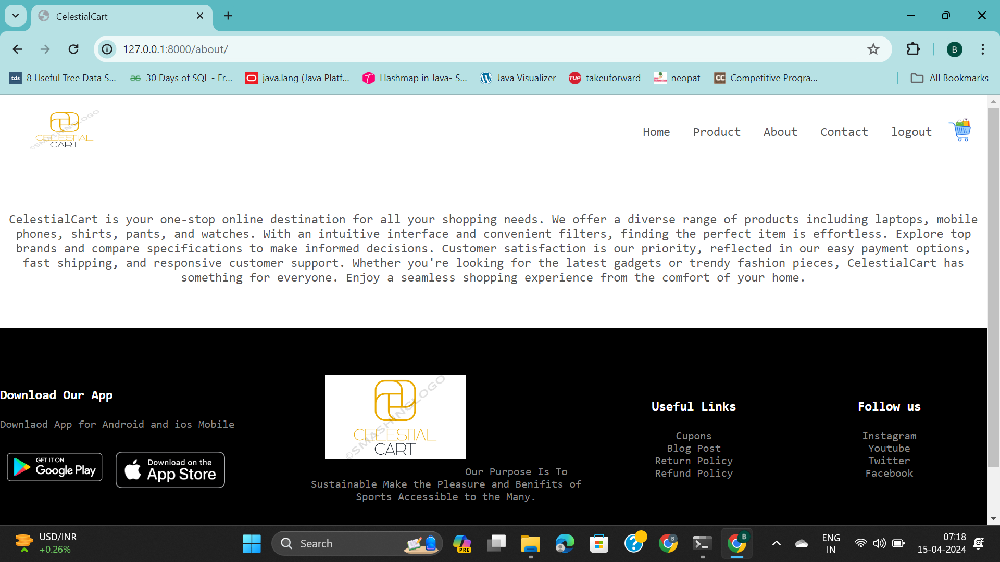 CelestialCart
127.0.0.1:8000/about/
B
tds 8 Useful Tree Data S...
30 Days of SQL - Fr...
java.lang (Java Platf...
Hashmap in Java- S...
Java Visualizer
TUF takeuforward
neopat
CC Competitive Progra...
All Bookmarks
©SMASHINGLOGO
CELESTIAL
CART
Home
Product
About
Contact
logout
CelestialCart is your one-stop online destination for all your shopping needs. We offer a diverse range of products including laptops, mobile
phones, shirts, pants, and watches. With an intuitive interface and convenient filters, finding the perfect item is effortless. Explore top
brands and compare specifications to make informed decisions. Customer satisfaction is our priority, reflected in our easy payment options,
fast shipping, and responsive customer support. Whether you're looking for the latest gadgets or trendy fashion pieces, CelestialCart has
something for everyone. Enjoy a seamless shopping experience from the comfort of your home.
Download Our App
Downlaod App for Android and ios Mobile
GET IT ON
Google Play
Download on the
App Store
©SMASHINGLOGO
CELESTIAL
CART
Our Purpose Is To
Sustainable Make the Pleasure and Benifits of
Sports Accessible to the Many.
Useful Links
Cupons
Blog Post
Return Policy
Refund Policy
Follow us
Instagram
Youtube
Twitter
Facebook
USD/INR
+0.26%
Search
PRE
B
B
ENG
IN
07:18
15-04-2024